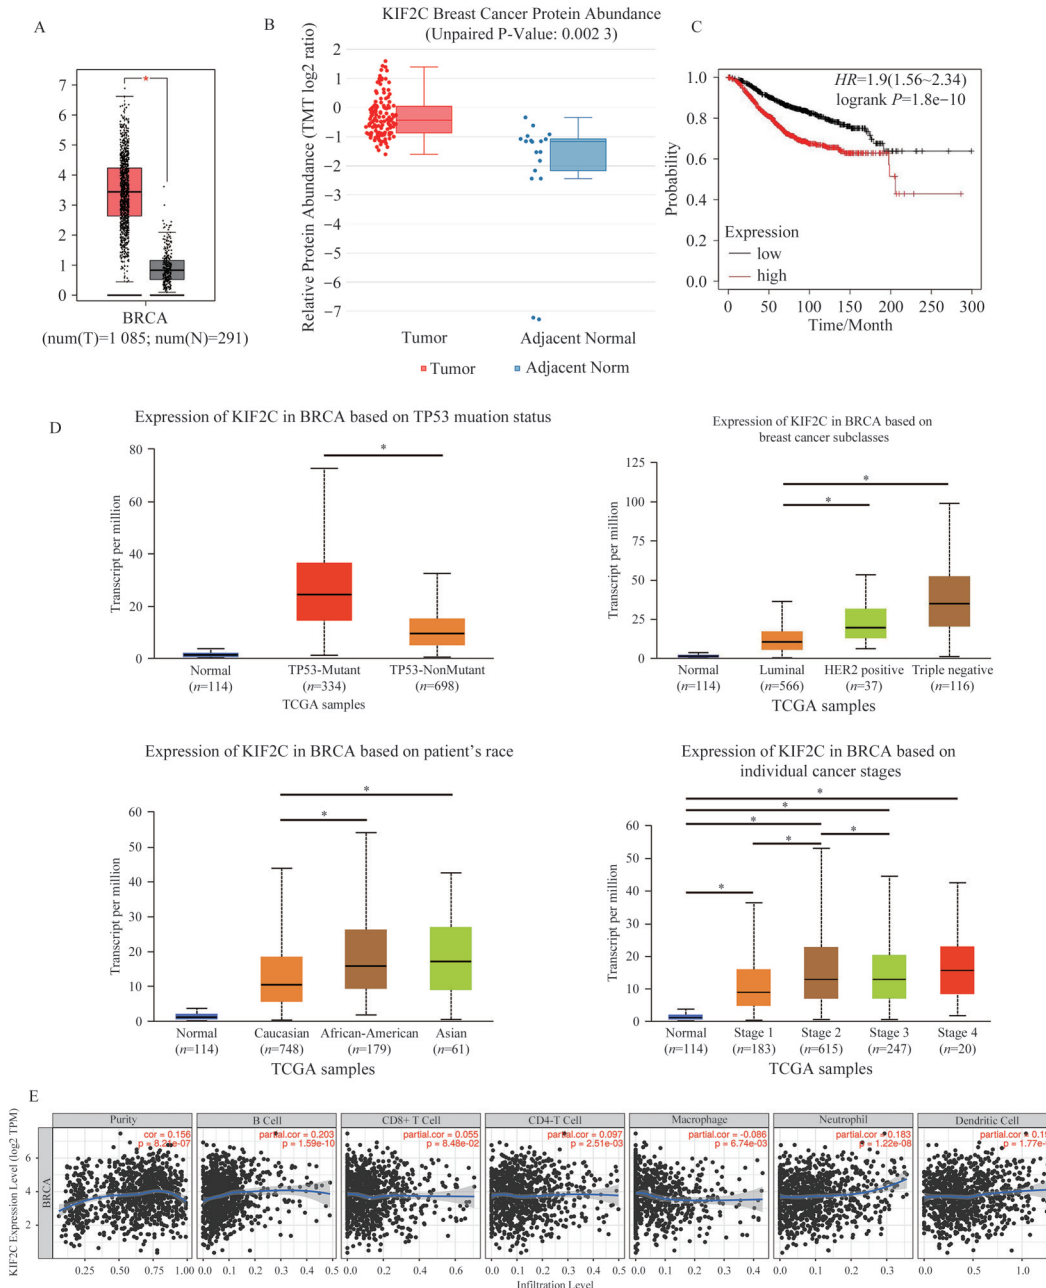 A
7
6
5
4
3
2
1
0
*
BRCA
(num(T)=1 085; num(N)=291)
B
KIF2C Breast Cancer Protein Abundance
(Unpaired P-Value: 0.002 3)
Relative Protein Abundance (TMT log2 ratio)
2
1
0
−1
−2
−3
−4
−5
−6
−7
Tumor
Adjacent Normal
Tumor
Adjacent Norm
C
HR=1.9(1.56~2.34)
logrank P=1.8e−10
Probability
1.0
0.8
0.6
0.4
0.2
0.0
Expression
low
high
0 50 100 150 200 250 300
Time/Month
D
Expression of KIF2C in BRCA based on TP53 muation status
Transcript per million
80
60
40
20
0
*
Normal TP53-Mutant TP53-NonMutant
(n=114) (n=334) (n=698)
TCGA samples
Expression of KIF2C in BRCA based on
breast cancer subclasses
Transcript per million
125
100
75
50
25
0
*
*
Normal Luminal HER2 positive Triple negative
(n=114) (n=566) (n=37) (n=116)
TCGA samples
Expression of KIF2C in BRCA based on patient's race
Transcript per million
60
50
40
30
20
10
0
*
*
Normal Caucasian African-American Asian
(n=114) (n=748) (n=179) (n=61)
TCGA samples
Expression of KIF2C in BRCA based on
individual cancer stages
Transcript per million
60
50
40
30
20
10
0
*
*
*
*
*
*
Normal Stage 1 Stage 2 Stage 3 Stage 4
(n=114) (n=183) (n=615) (n=247) (n=20)
TCGA samples
E
KIF2C Expression Level (log2 TPM)
BRCA
6
4
2
Purity
cor = 0.156
0.25 0.50 0.75 1.00
B Cell
partial.cor = 0.203
p = 1.59e-10
0.0 0.1 0.2 0.3 0.4 0.5
CD8+ T Cell
partial.cor = 0.055
p = 8.48e-02
0.0 0.2 0.4 0.6
CD4-T Cell
partial.cor = 0.097
p = 2.51e-03
0.0 0.1 0.2 0.3 0.4 0.5
Macrophage
partial.cor = -0.086
p = 6.74e-03
0.0 0.1 0.2 0.3 0.4 0.5
Neutrophil
partial.cor = 0.183
p = 1.22e-08
0.0 0.1 0.2 0.3
Dendritic Cell
0.0 0.5 1.0
Infiltration Level